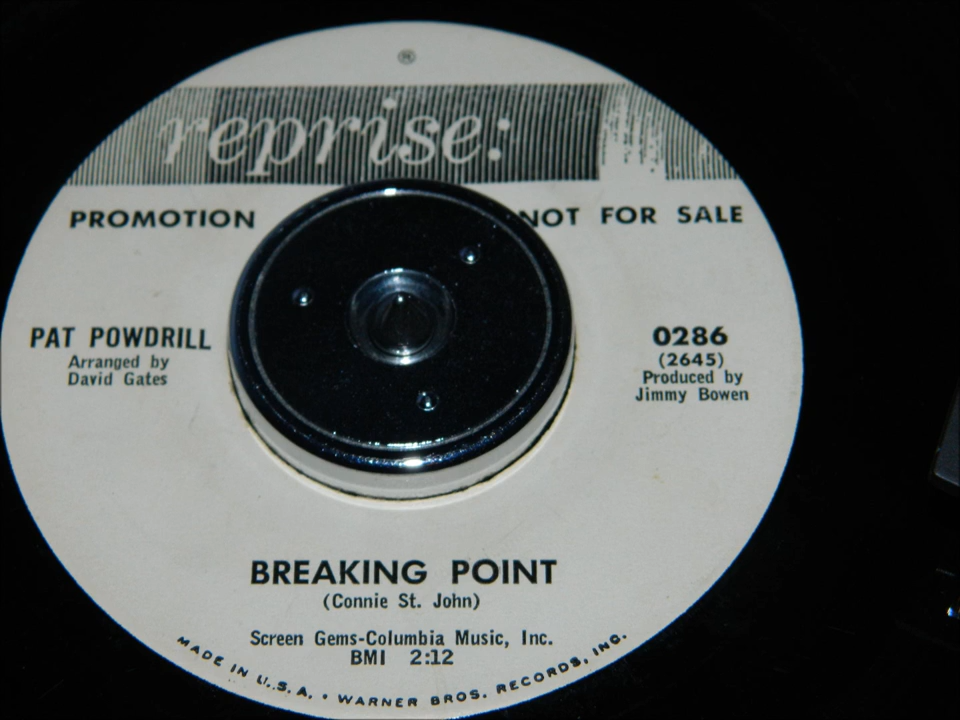 ®
reprise:
PROMOTION NOT FOR SALE
PAT POWDRILL
Arranged by
David Gates
0286
(2645)
Produced by
Jimmy Bowen
BREAKING POINT
(Connie St. John)
Screen Gems-Columbia Music, Inc.
BMI 2:12
MADE IN U.S.A. • WARNER BROS. RECORDS, INC.